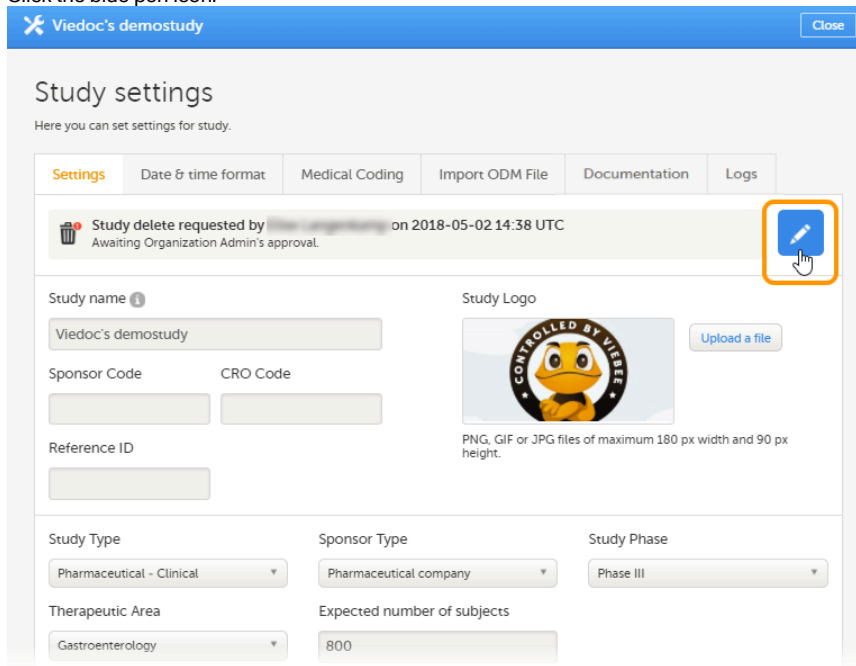 Click the blue pen icon.
Viedoc's demostudy
Close
Study settings
Here you can set settings for study.
Settings Date & time format Medical Coding Import ODM File Documentation Logs
Study delete requested by on 2018-05-02 14:38 UTC
Awaiting Organization Admin's approval.
Study name
Study Logo
Viedoc's demostudy
CONTROLLED BY VIEBEE
Upload a file
Sponsor Code CRO Code
PNG, GIF or JPG files of maximum 180 px width and 90 px
height.
Reference ID
Study Type Sponsor Type Study Phase
Pharmaceutical - Clinical Pharmaceutical company Phase III
Therapeutic Area Expected number of subjects
Gastroenterology 800